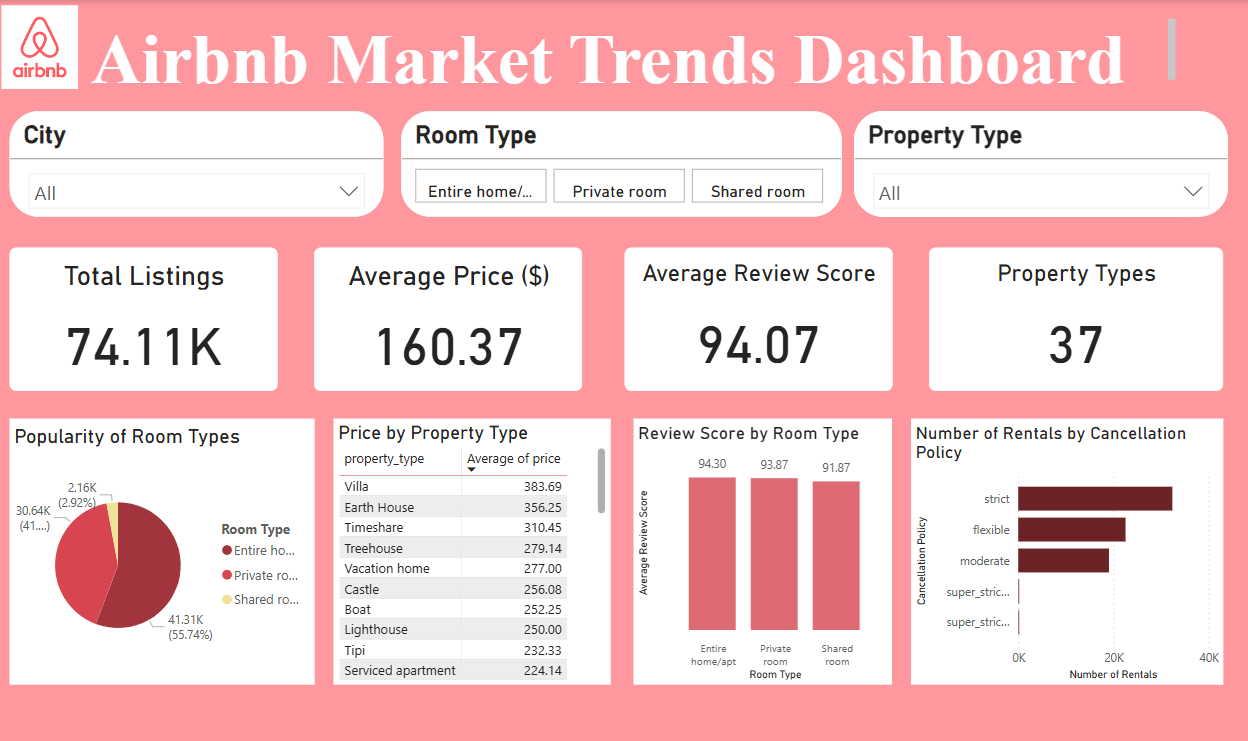 airbnb
Airbnb Market Trends Dashboard
City
All
Room Type
Entire home/...
Private room
Shared room
Property Type
All
Total Listings
74.11K
Average Price ($)
160.37
Average Review Score
94.07
Property Types
37
Popularity of Room Types
2.16K
(2.92%)
30.64K
(41....)
41.31K
(55.74%)
Room Type
Entire ho...
Private ro...
Shared ro...
Price by Property Type
property_type Average of price
Villa 383.69
Earth House 356.25
Timeshare 310.45
Treehouse 279.14
Vacation home 277.00
Castle 256.08
Boat 252.25
Lighthouse 250.00
Tipi 232.33
Serviced apartment 224.14
Review Score by Room Type
Average Review Score
94.30 93.87 91.87
Entire
home/apt
Private
room
Shared
room
Room Type
Number of Rentals by Cancellation
Policy
Cancellation Policy
strict
flexible
moderate
super_stric...
super_stric...
0K 20K 40K
Number of Rentals